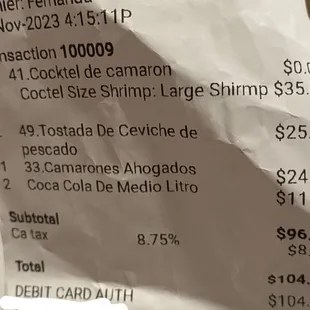 Fernanda
Nov-2023 4:15:11P
nsaction 100009
41.Cocktel de camaron $0.
Coctel Size Shrimp: Large Shirmp $35.
49.Tostada De Ceviche de $25.
pescado
1 33.Camarones Ahogados $24
2 Coca Cola De Medio Litro $11
Subtotal $96.
Ca tax 8.75% $8.
Total $104.
DEBIT CARD AUTH $104.